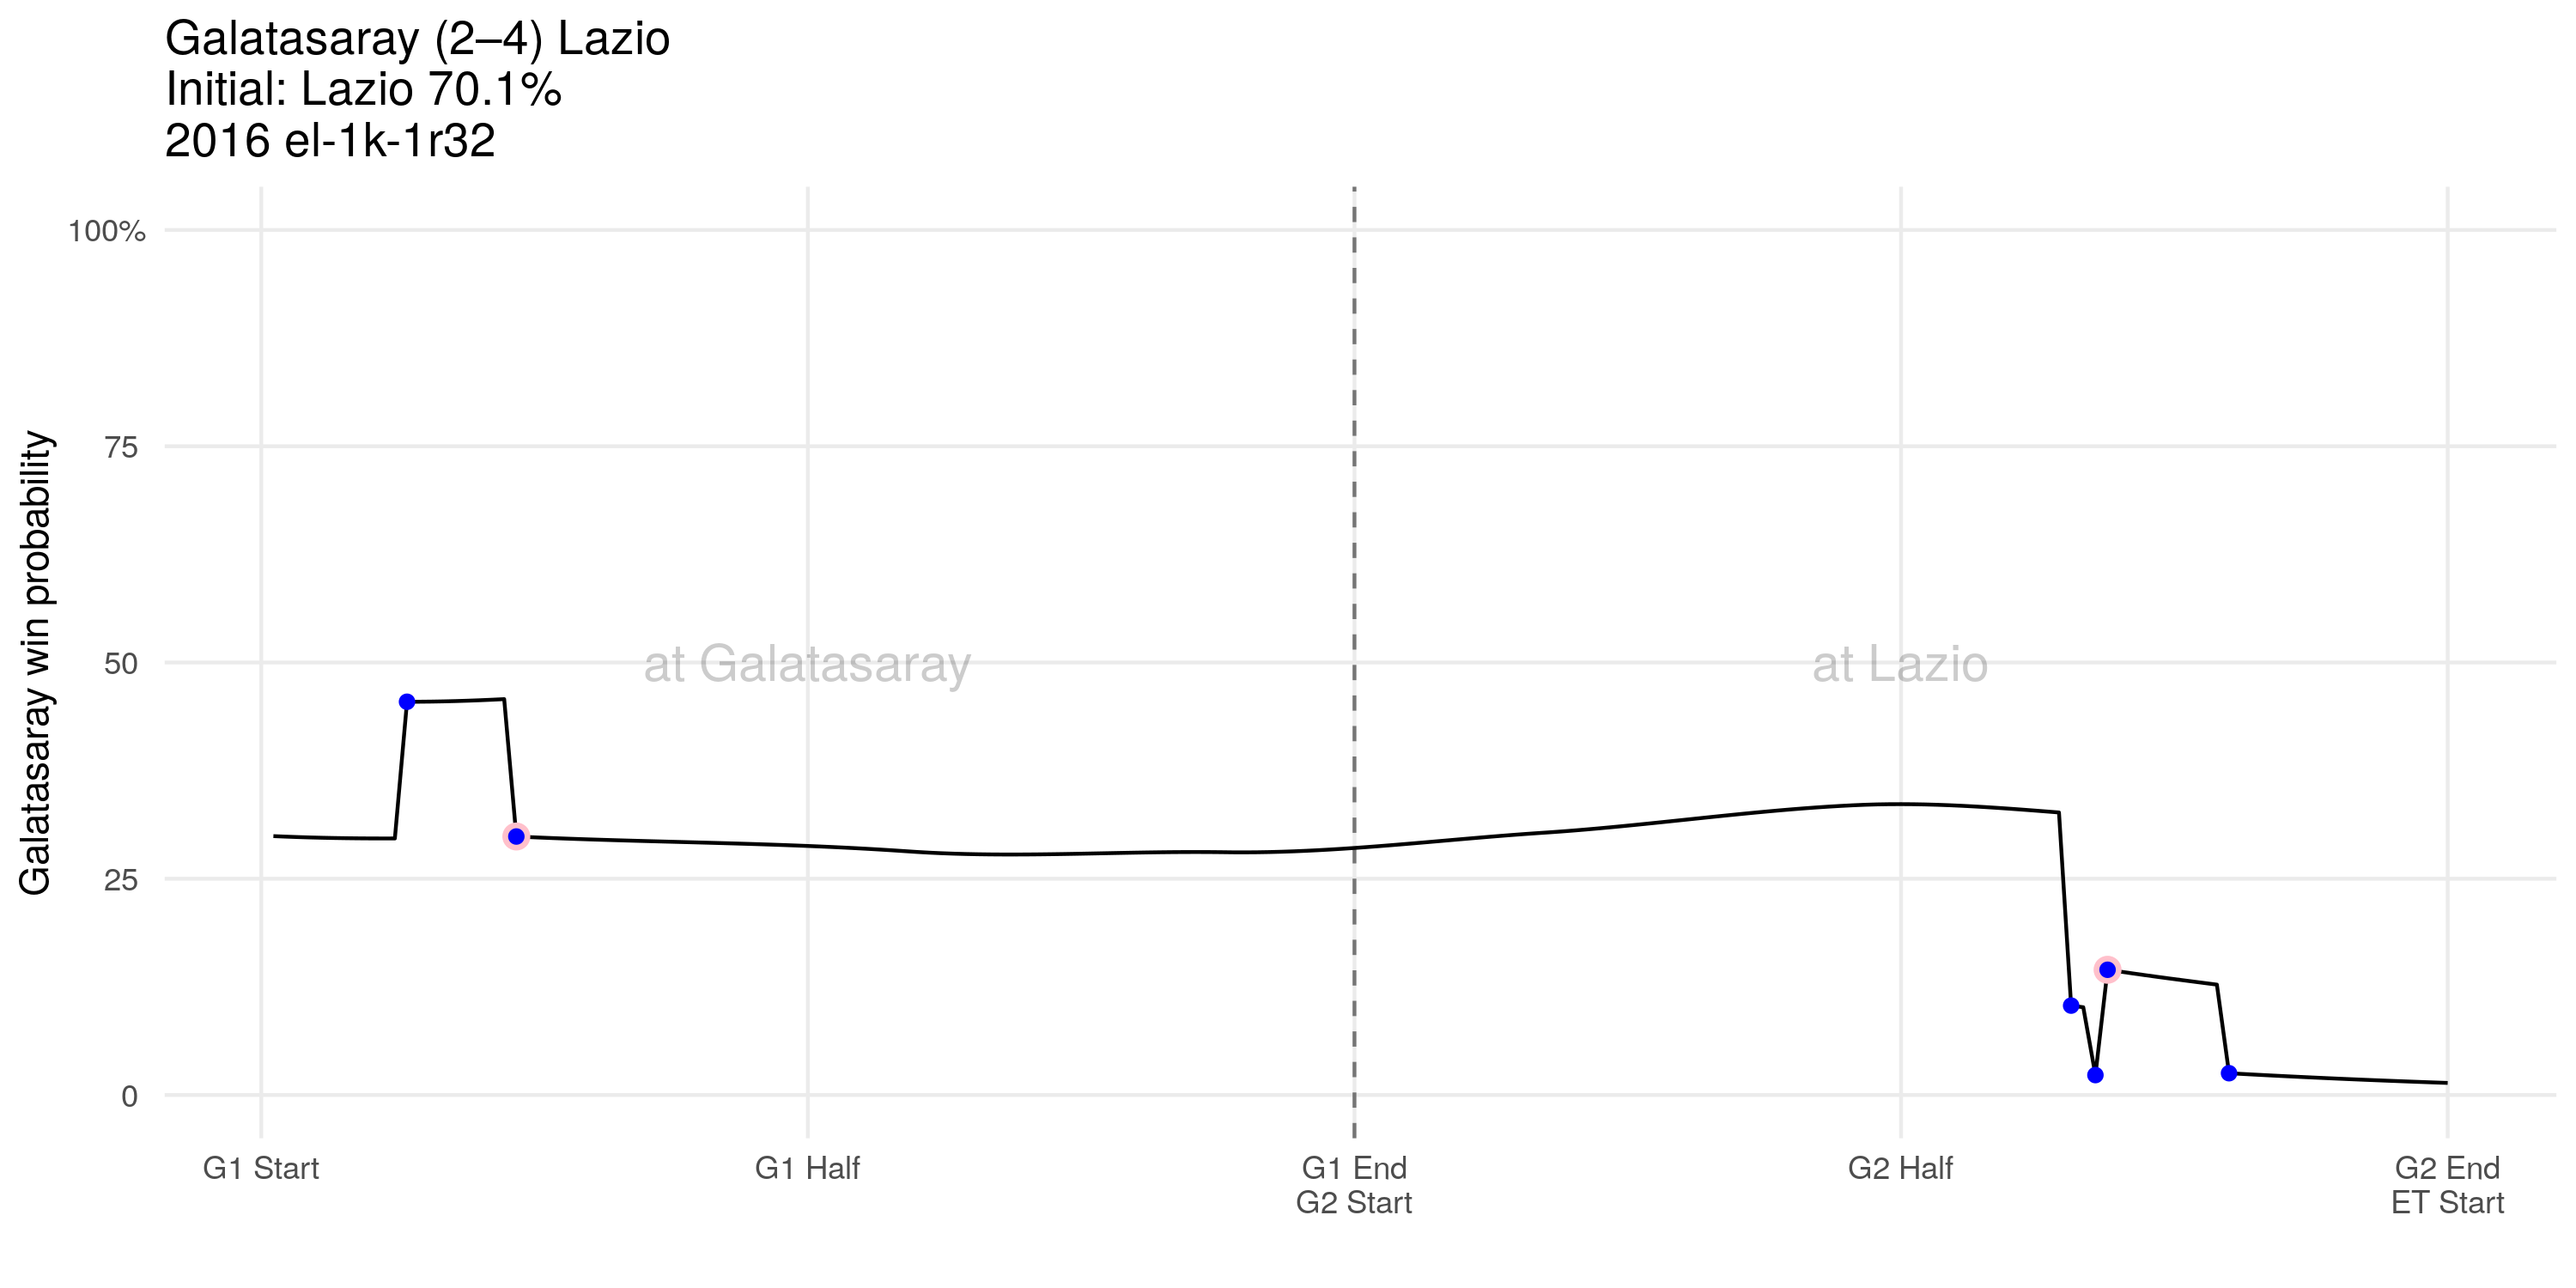 Galatasaray (2–4) Lazio
Initial: Lazio 70.1%
2016 el-1k-1r32
Galatasaray win probability
100%
75
50
25
0
at Galatasaray
at Lazio
G1 Start
G1 Half
G1 End
G2 Start
G2 Half
G2 End
ET Start